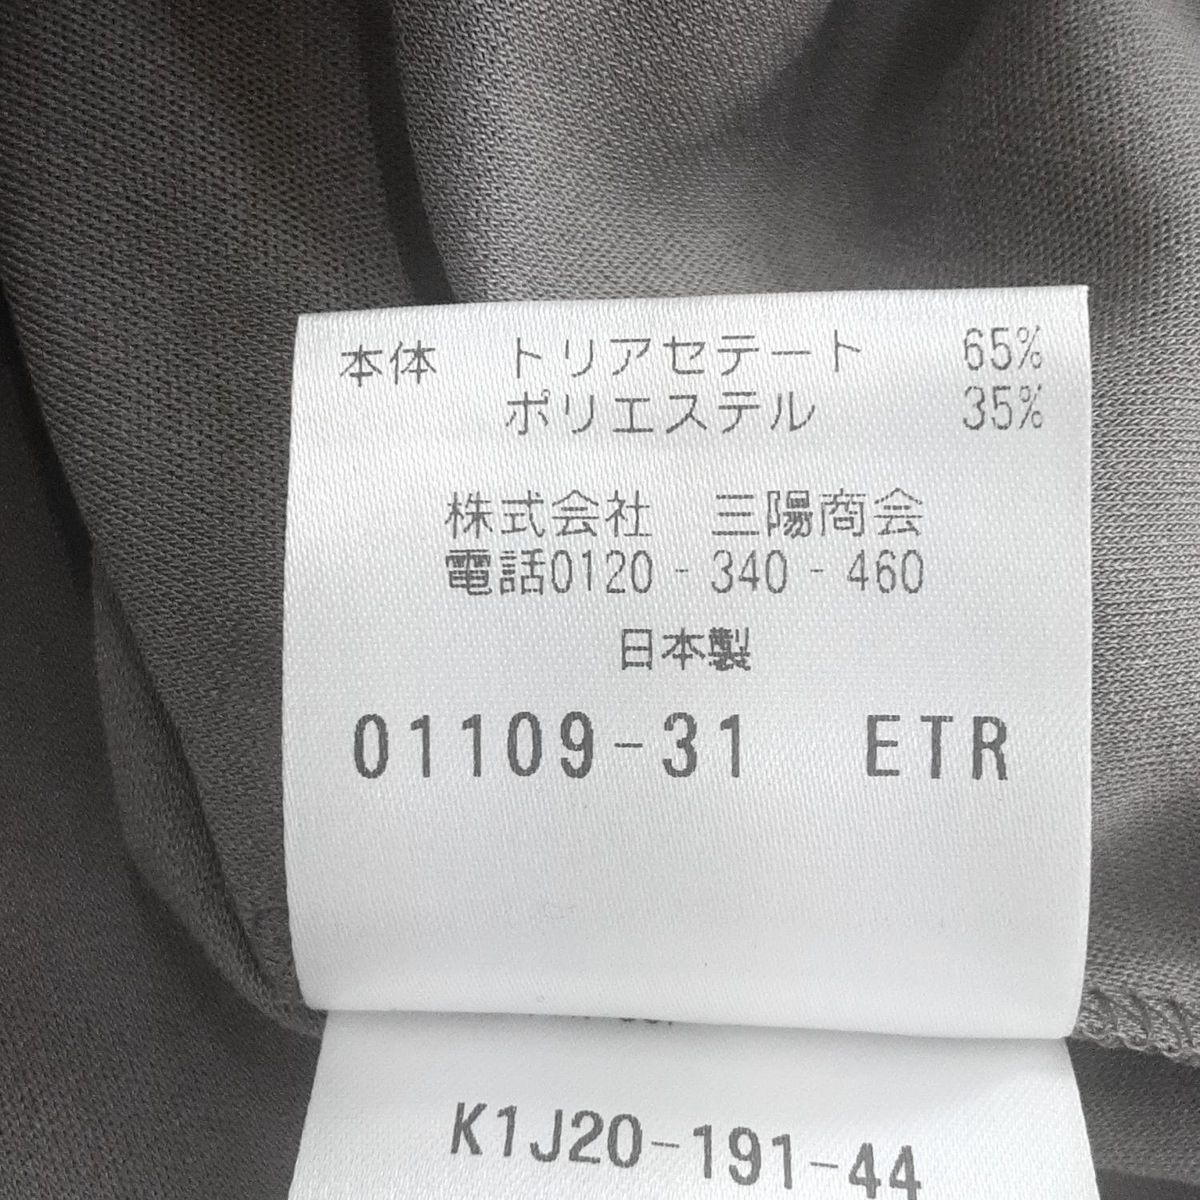 本体 トリアセテート 65%
ポリエステル 35%
株式会社 三陽商会
電話0120-340-460
日本製
01109-31 ETR
K1J20-191-44